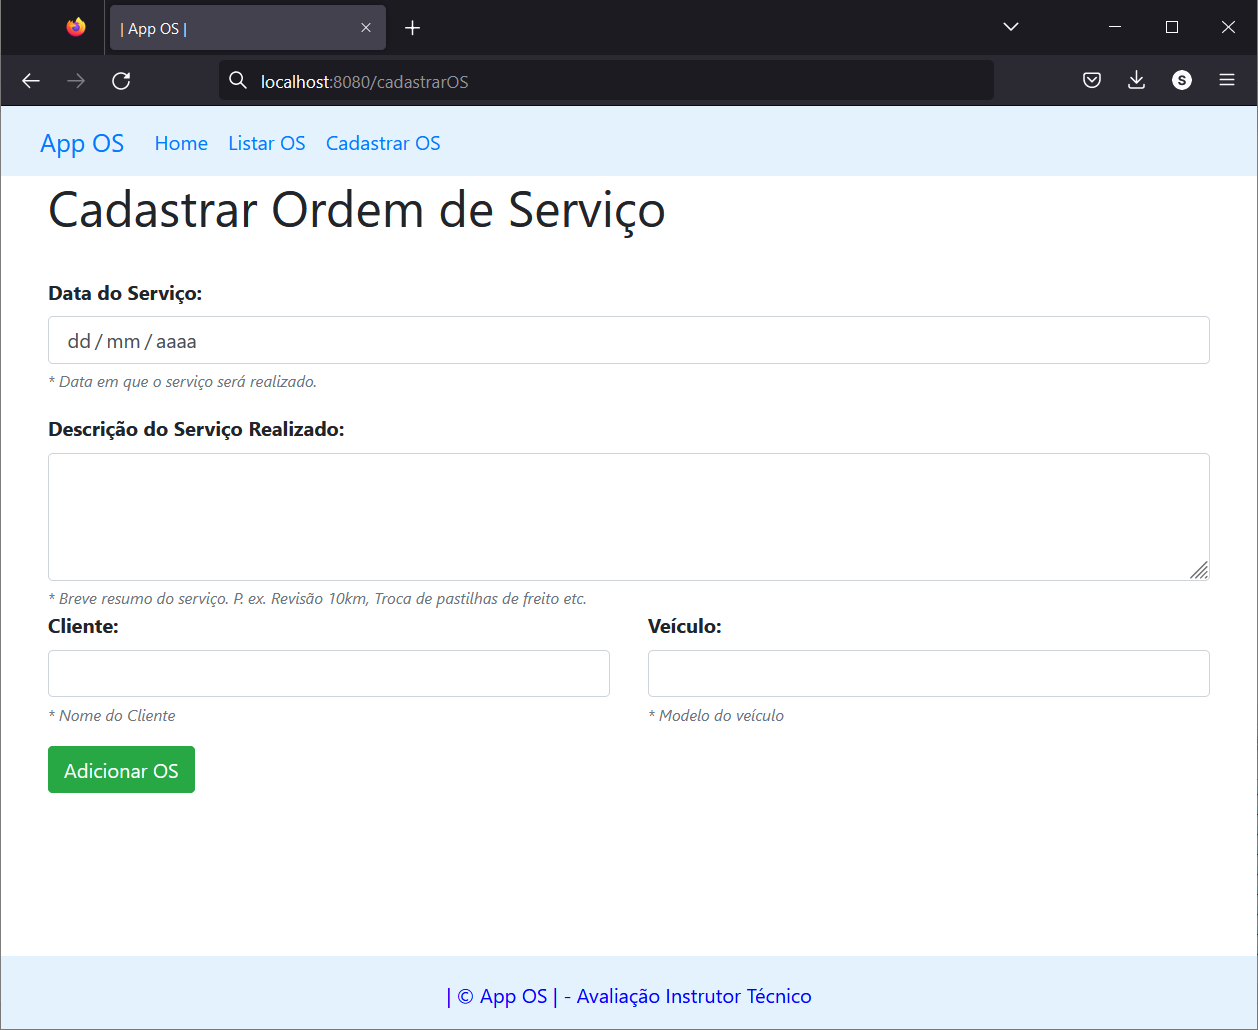 | App OS |
localhost:8080/cadastrarOS
S
App OS Home Listar OS Cadastrar OS
Cadastrar Ordem de Serviço
Data do Serviço:
dd / mm / aaaa
* Data em que o serviço será realizado.
Descrição do Serviço Realizado:
* Breve resumo do serviço. P. ex. Revisão 10km, Troca de pastilhas de freito etc.
Cliente: Veículo:
* Nome do Cliente * Modelo do veículo
Adicionar OS
| © App OS | - Avaliação Instrutor Técnico